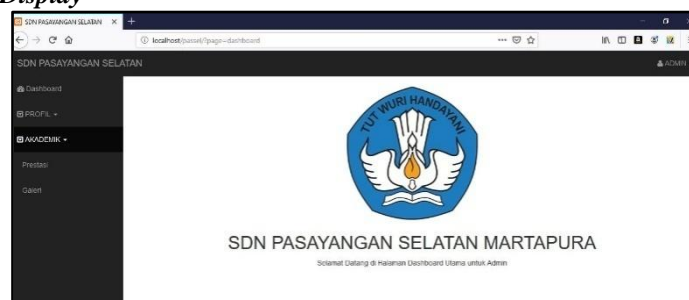 Display
SDN PASAYANGAN SELATAN
localhost/passel/?page=dashboard
SDN PASAYANGAN SELATAN
ADMIN
Dashboard
PROFIL
AKADEMIK
Prestasi
Galeri
TUT WURI HANDAYANI
SDN PASAYANGAN SELATAN MARTAPURA
Selamat Datang di Halaman Dashboard Utama untuk Admin